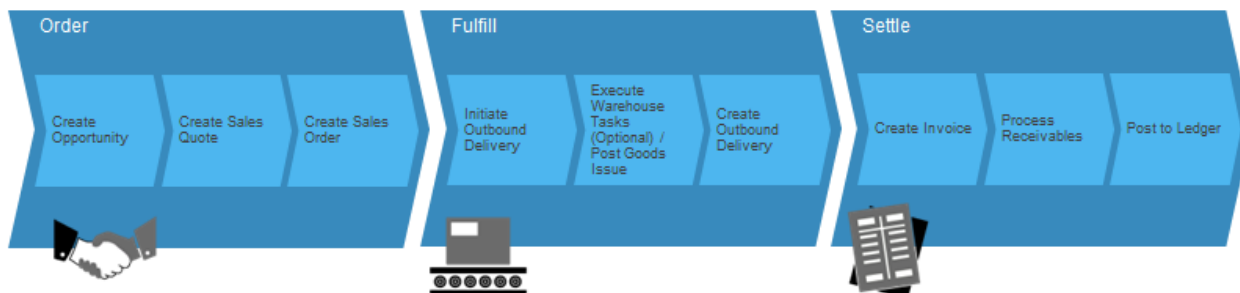 Order
Create
Opportunity
Create Sales
Quote
Create Sales
Order
Fulfill
Initiate
Outbound
Delivery
Execute
Warehouse
Tasks
(Optional) /
Post Goods
Issue
Create
Outbound
Delivery
Settle
Create Invoice
Process
Receivables
Post to Ledger